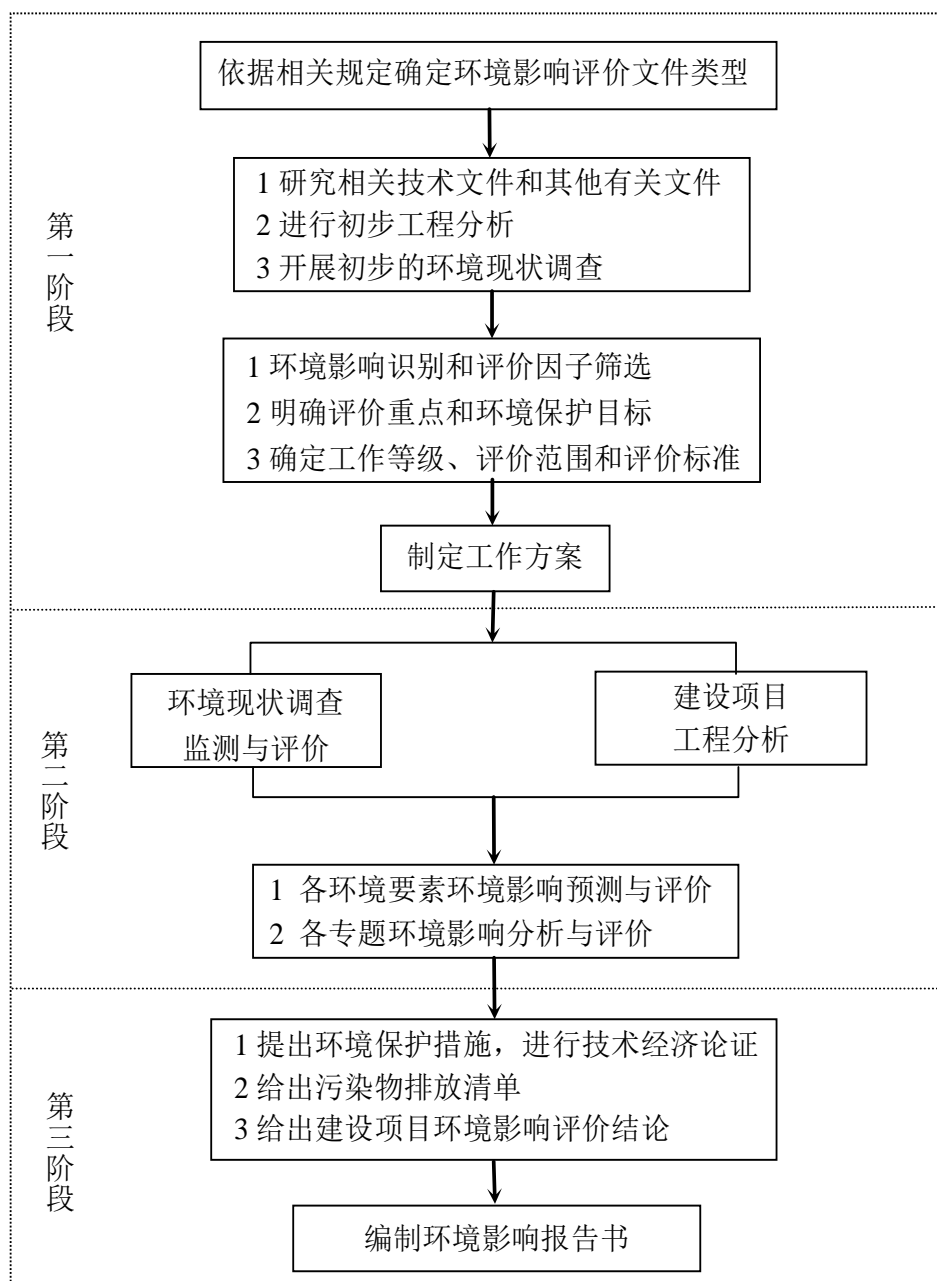 依据相关规定确定环境影响评价文件类型
第一阶段
1 研究相关技术文件和其他有关文件
2 进行初步工程分析
3 开展初步的环境现状调查
1 环境影响识别和评价因子筛选
2 明确评价重点和环境保护目标
3 确定工作等级、评价范围和评价标准
制定工作方案
第二阶段
环境现状调查
监测与评价
建设项目
工程分析
1 各环境要素环境影响预测与评价
2 各专题环境影响分析与评价
第三阶段
1 提出环境保护措施，进行技术经济论证
2 给出污染物排放清单
3 给出建设项目环境影响评价结论
编制环境影响报告书